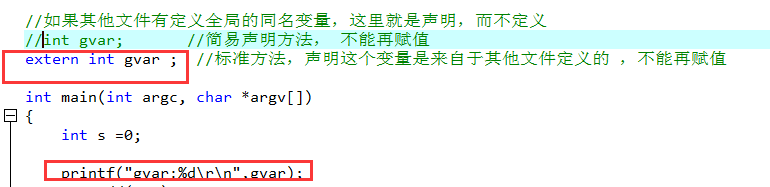 //如果其他文件有定义全局的同名变量，这里就是声明，而不定义
//int gvar; //简易声明方法， 不能再赋值
extern int gvar ; //标准方法，声明这个变量是来自于其他文件定义的 ，不能再赋值
int main(int argc, char *argv[])
{
int s =0;
printf("gvar:%d\r\n",gvar);